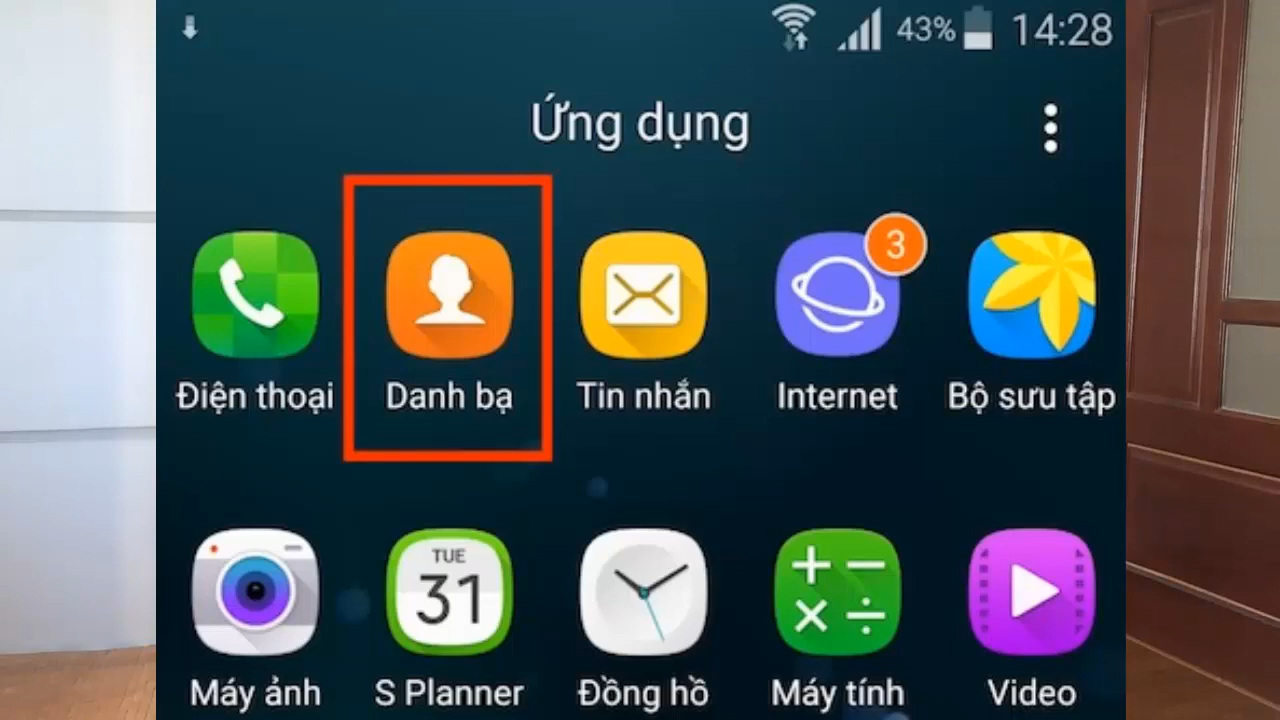 43% 14:28
Ứng dụng
3
Điện thoại Danh bạ Tin nhắn Internet Bộ sưu tập
TUE
31
Máy ảnh S Planner Đồng hồ Máy tính Video